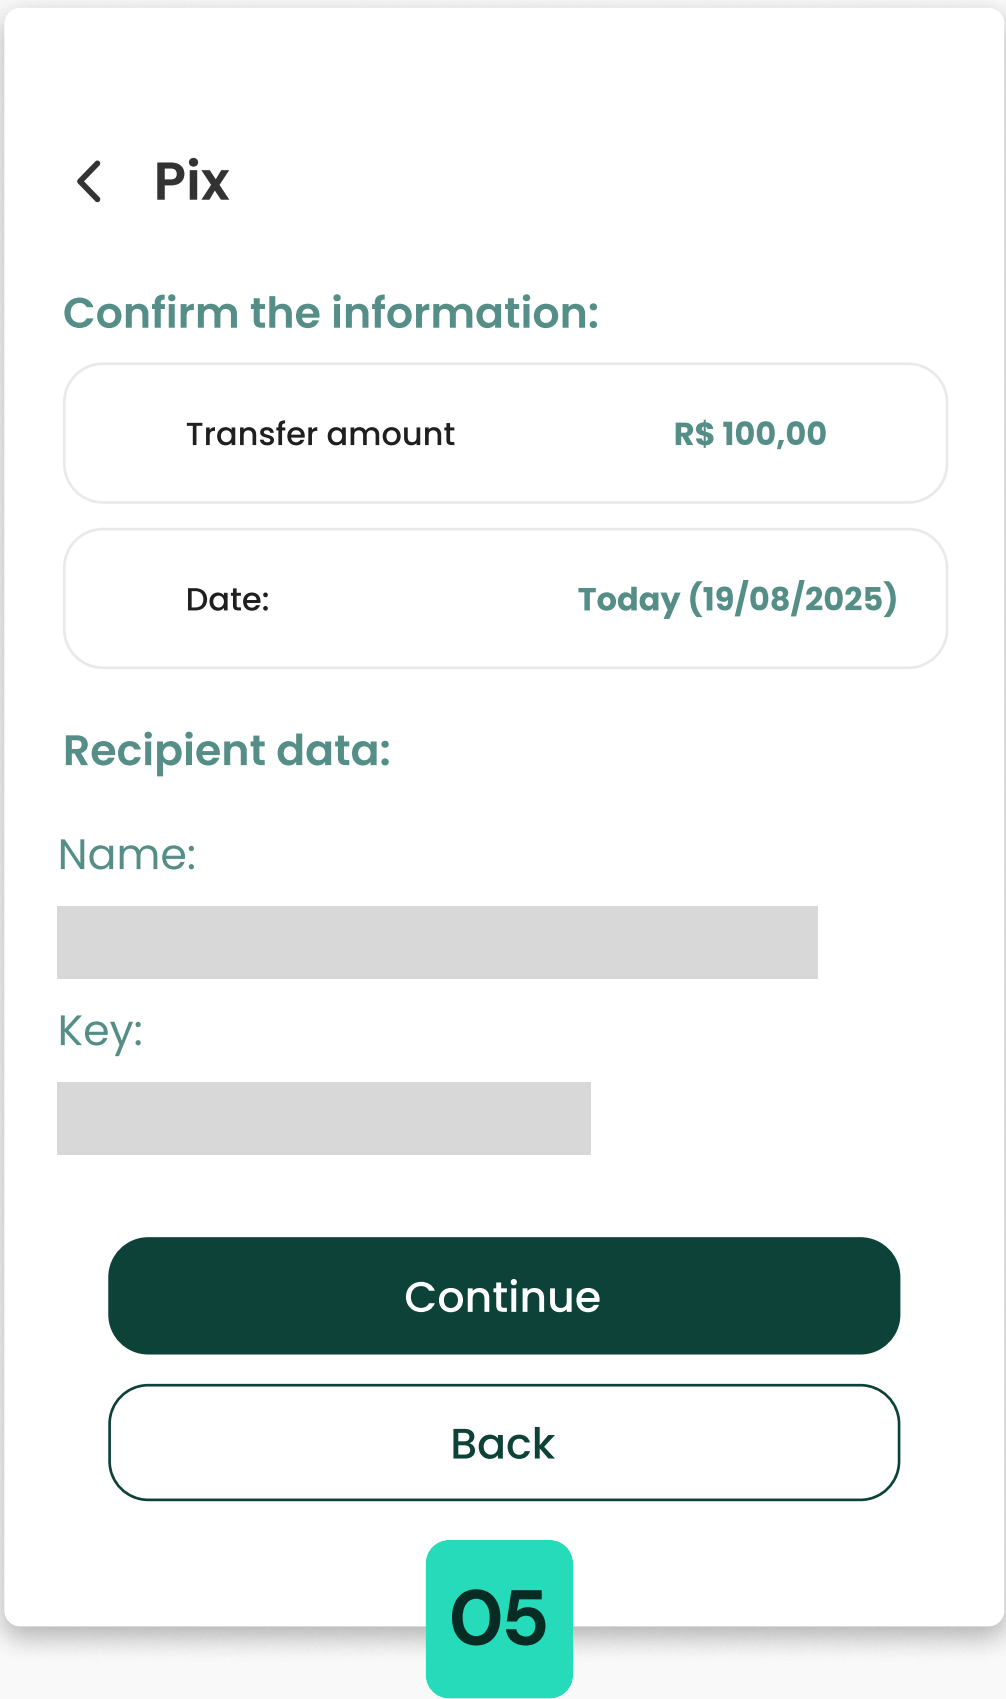 Pix
Confirm the information:
Transfer amount R$ 100,00
Date: Today (19/08/2025)
Recipient data:
Name:
Key:
Continue
Back
05